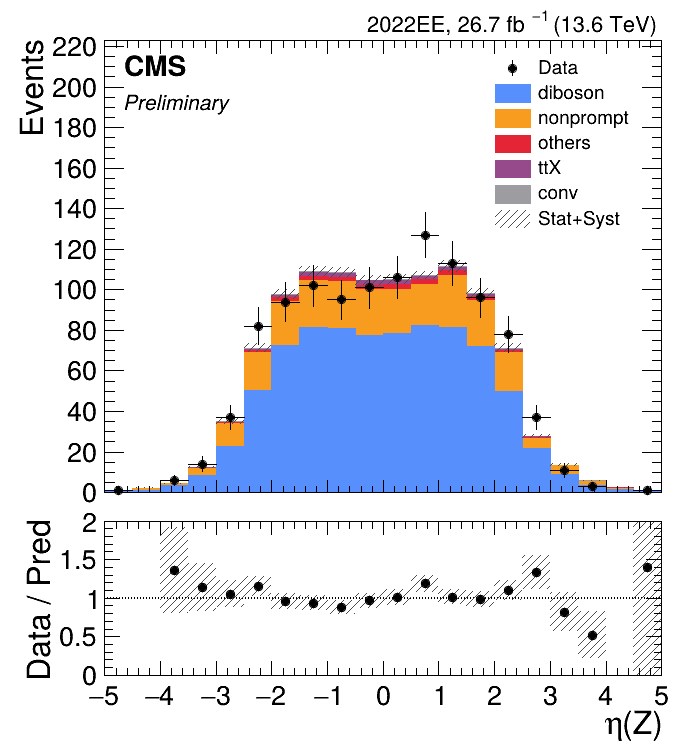 2022EE, 26.7 fb ⁻¹ (13.6 TeV)
Events
220
200
180
160
140
120
100
80
60
40
20
0
CMS
Preliminary
Data
diboson
nonprompt
others
ttX
conv
Stat+Syst
Data / Pred
2
1.5
1
0.5
0
−5 −4 −3 −2 −1 0 1 2 3 4 5
η(Z)